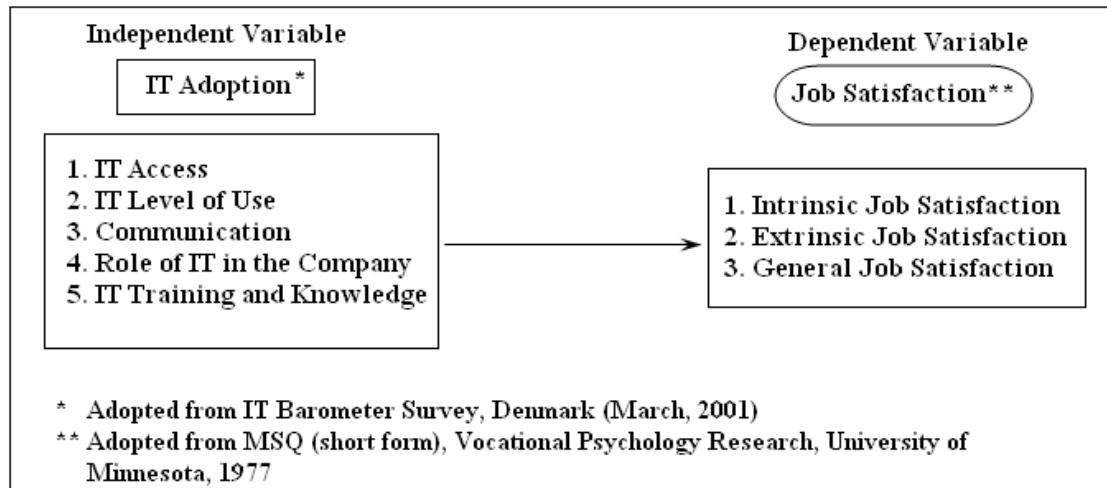 Independent Variable
IT Adoption*
1. IT Access
2. IT Level of Use
3. Communication
4. Role of IT in the Company
5. IT Training and Knowledge
Dependent Variable
Job Satisfaction**
1. Intrinsic Job Satisfaction
2. Extrinsic Job Satisfaction
3. General Job Satisfaction
* Adopted from IT Barometer Survey, Denmark (March, 2001)
** Adopted from MSQ (short form), Vocational Psychology Research, University of
Minnesota, 1977